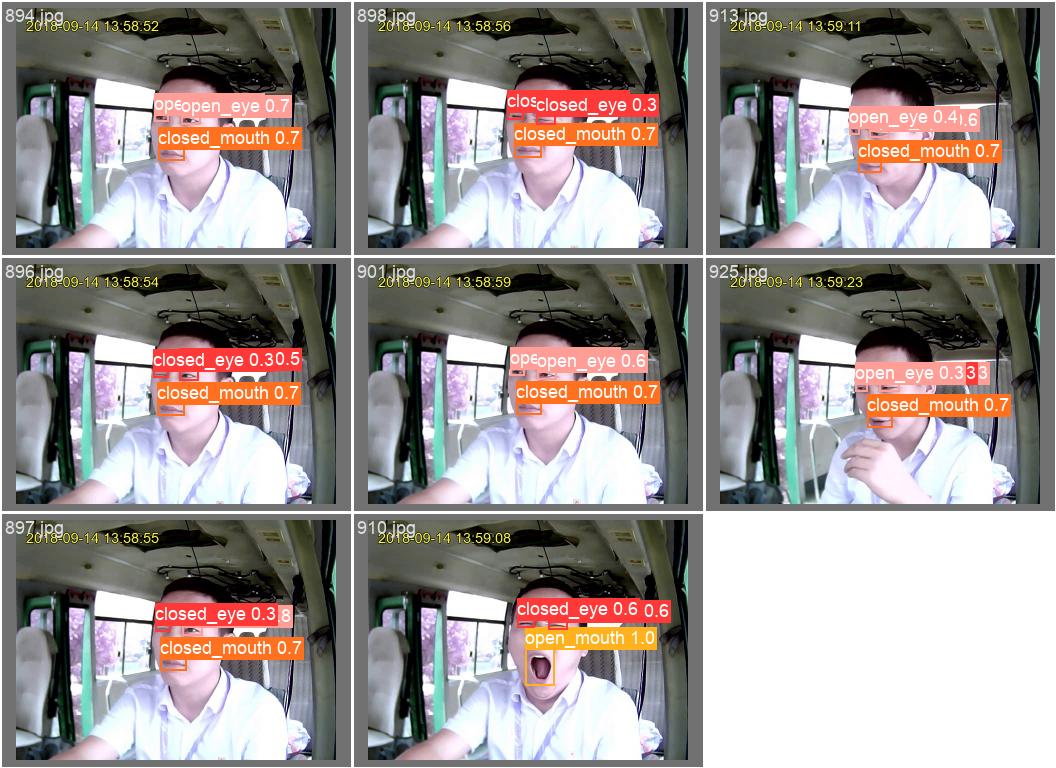 894.jpg
2018-09-14 13:58:52
open_eye 0.7
closed_mouth 0.7
898.jpg
2018-09-14 13:58:56
closed_eye 0.3
closed_mouth 0.7
913.jpg
2018-09-14 13:59:11
open_eye 0.4
closed_mouth 0.7
896.jpg
2018-09-14 13:58:54
closed_eye 0.3
closed_mouth 0.7
901.jpg
2018-09-14 13:58:59
open_eye 0.6
closed_mouth 0.7
925.jpg
2018-09-14 13:59:23
open_eye 0.3
closed_mouth 0.7
897.jpg
2018-09-14 13:58:55
closed_eye 0.3
closed_mouth 0.7
910.jpg
2018-09-14 13:59:08
closed_eye 0.6 0.6
open_mouth 1.0